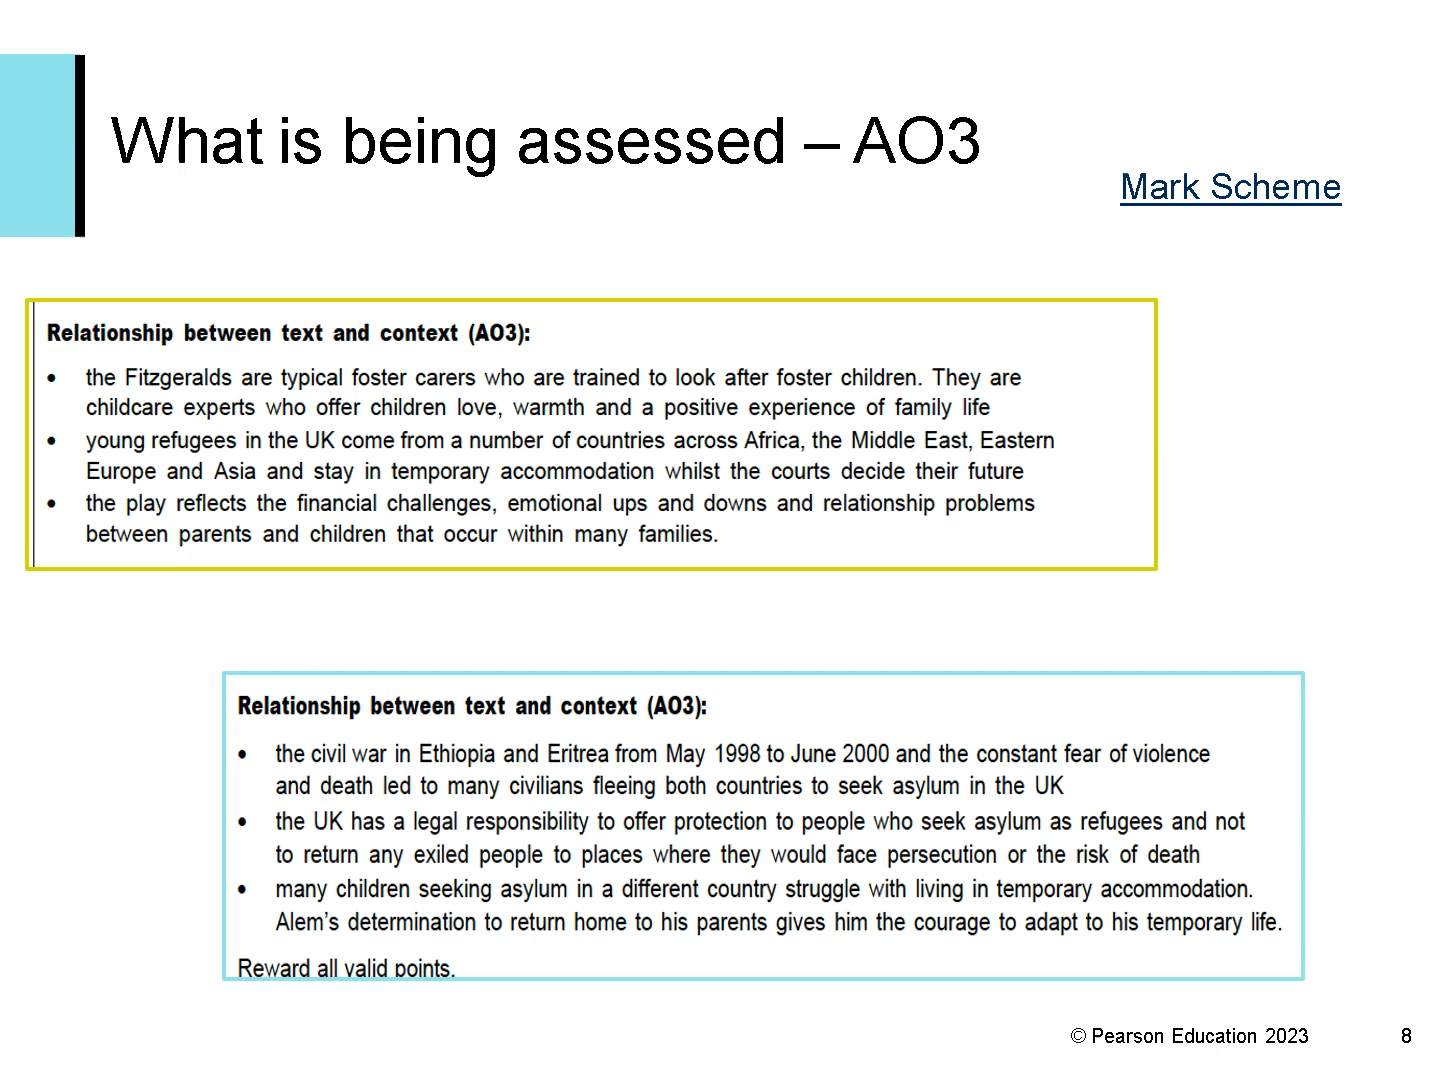 What is being assessed – AO3
Mark Scheme
Relationship between text and context (AO3):
• the Fitzgeralds are typical foster carers who are trained to look after foster children. They are
childcare experts who offer children love, warmth and a positive experience of family life
• young refugees in the UK come from a number of countries across Africa, the Middle East, Eastern
Europe and Asia and stay in temporary accommodation whilst the courts decide their future
• the play reflects the financial challenges, emotional ups and downs and relationship problems
between parents and children that occur within many families.
Relationship between text and context (AO3):
• the civil war in Ethiopia and Eritrea from May 1998 to June 2000 and the constant fear of violence
and death led to many civilians fleeing both countries to seek asylum in the UK
• the UK has a legal responsibility to offer protection to people who seek asylum as refugees and not
to return any exiled people to places where they would face persecution or the risk of death
• many children seeking asylum in a different country struggle with living in temporary accommodation.
Alem's determination to return home to his parents gives him the courage to adapt to his temporary life.
Reward all valid points.
© Pearson Education 2023
8